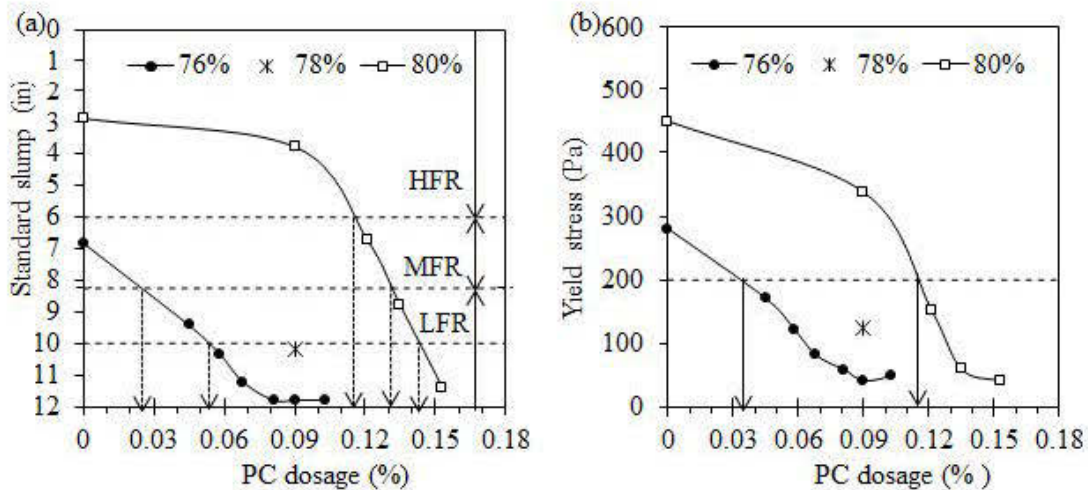 (a)
0
1
2
3
4
5
6
7
8
9
10
11
12
Standard slump (in)
76% 78% 80%
HFR
MFR
LFR
0 0.03 0.06 0.09 0.12 0.15 0.18
PC dosage (%)
(b)
600
500
400
300
200
100
0
Yield stress (Pa)
76% 78% 80%
0 0.03 0.06 0.09 0.12 0.15 0.18
PC dosage (% )